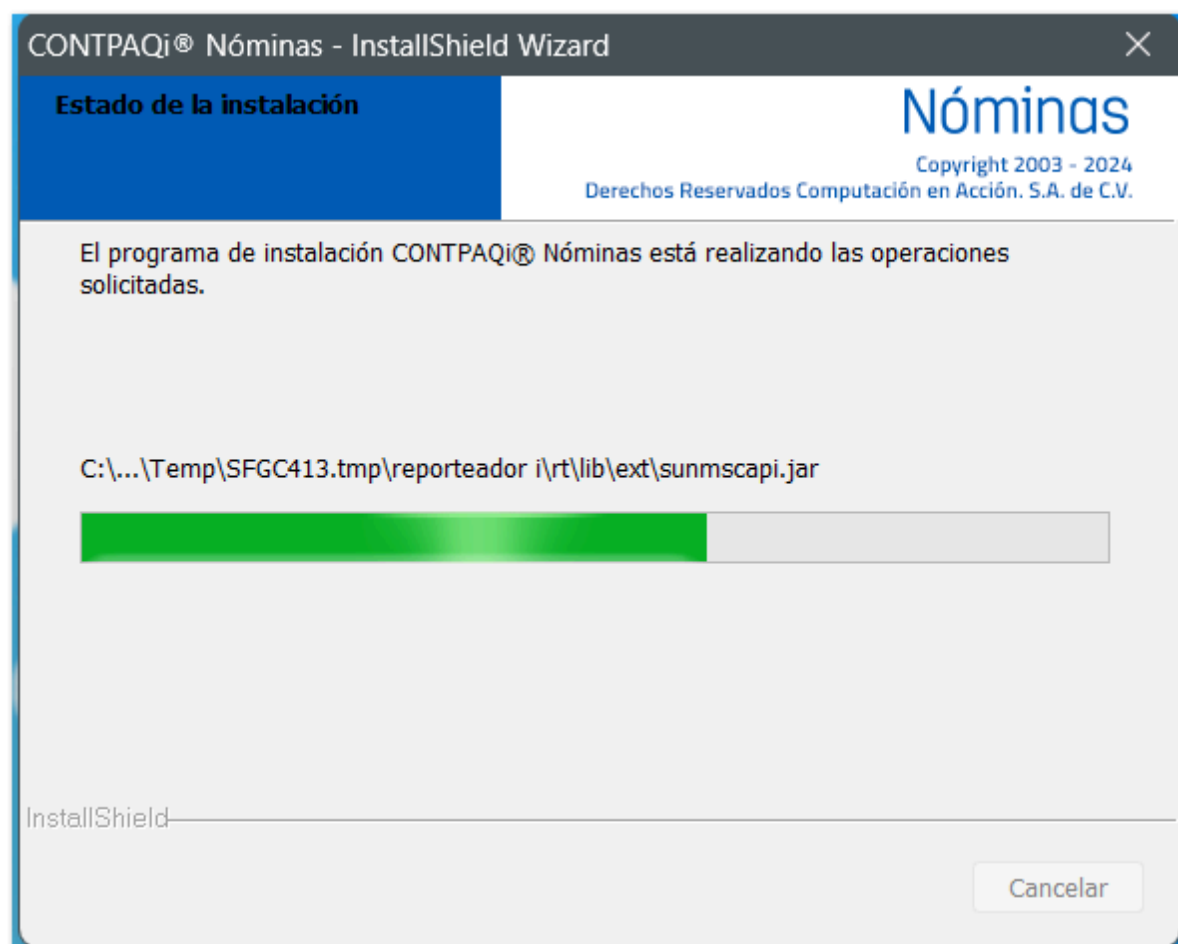 CONTPAQi® Nóminas - InstallShield Wizard
Estado de la instalación
Nóminas
Copyright 2003 - 2024
Derechos Reservados Computación en Acción. S.A. de C.V.
El programa de instalación CONTPAQi® Nóminas está realizando las operaciones
solicitadas.
C:\...\Temp\SFGC413.tmp\reporteador i\rt\lib\ext\sunmscapi.jar
InstallShield
Cancelar